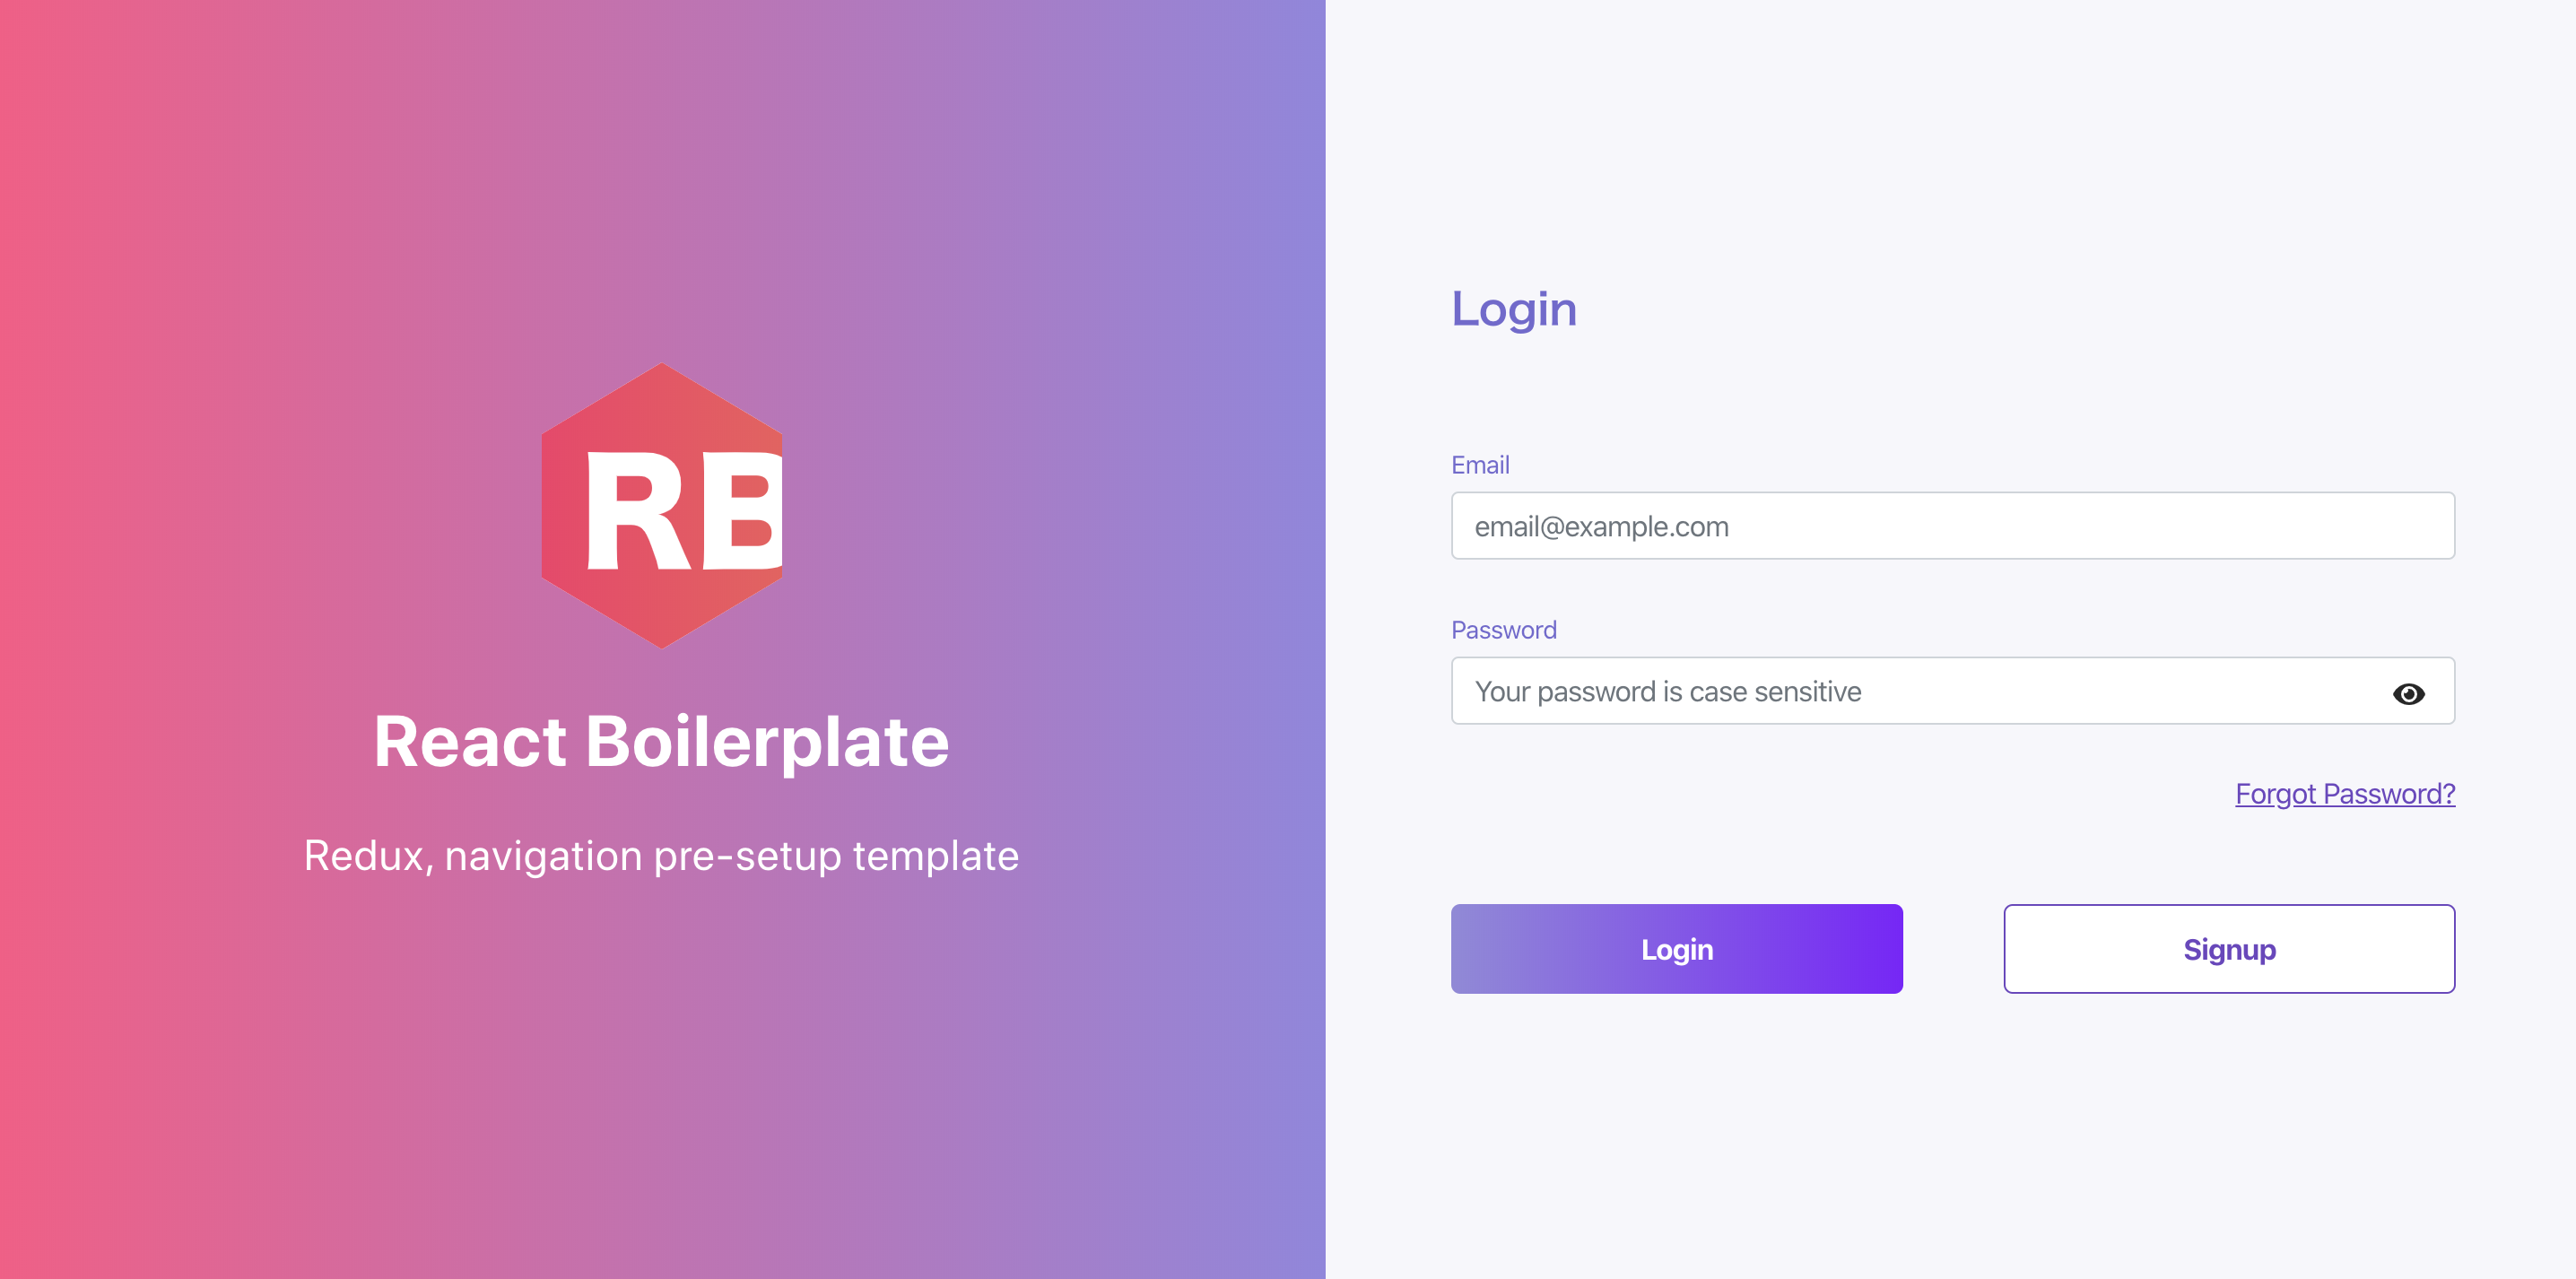 RB
React Boilerplate
Redux, navigation pre-setup template
Login
Email
email@example.com
Password
Your password is case sensitive
Forgot Password?
Login
Signup